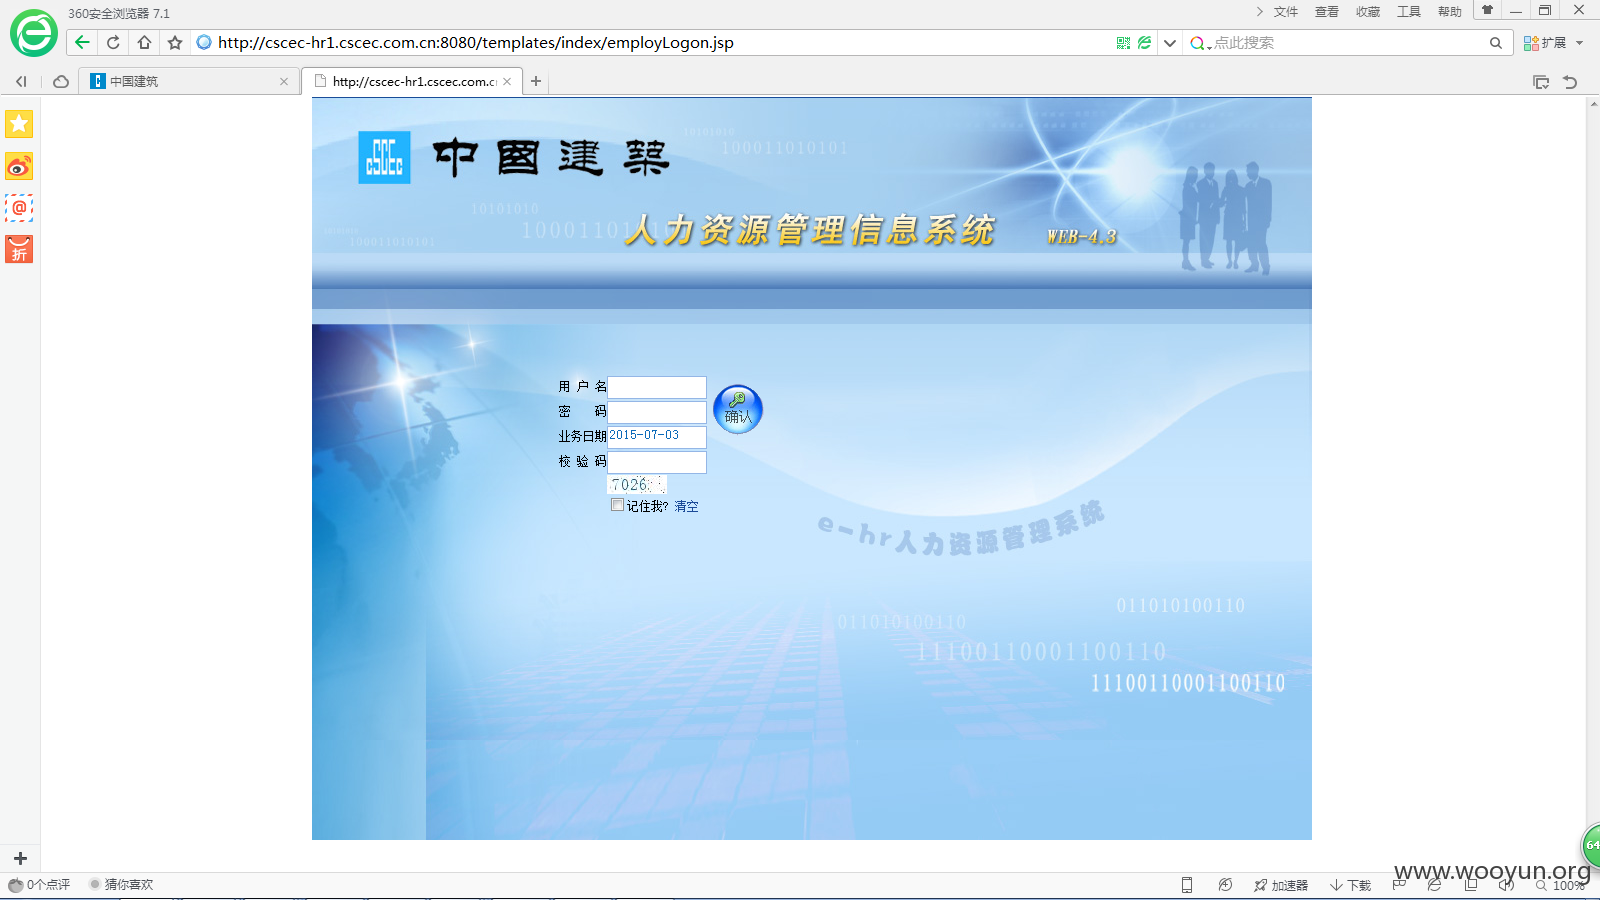 360安全浏览器 7.1
文件 查看 收藏 工具 帮助
http://cscec-hr1.cscec.com.cn:8080/templates/index/employLogon.jsp
点此搜索
扩展
中国建筑
http://cscec-hr1.cscec.com.c
折
CSCEC
中國建築
10101010
100011010101
10101010
100011010101
人力资源管理信息系统
WEB-4.3
用户名
密码
确认
业务日期 2015-07-03
校验码
7026
记住我? 清空
e-hr人力资源管理系统
011010100110
011010100110
11100110001100110
11100110001100110
64
www.wooyun.org
0个点评
猜你喜欢
加速器
下载
100%